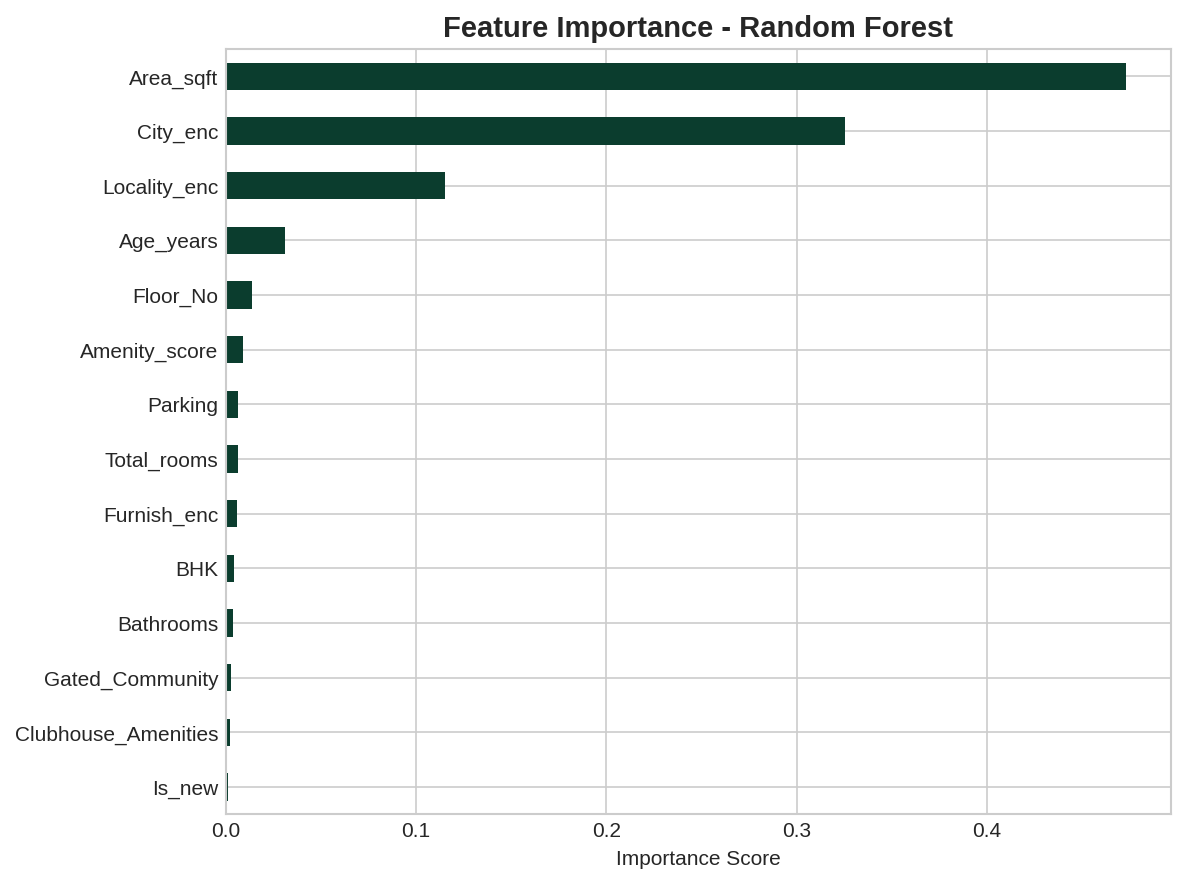 Feature Importance - Random Forest
Area_sqft
City_enc
Locality_enc
Age_years
Floor_No
Amenity_score
Parking
Total_rooms
Furnish_enc
BHK
Bathrooms
Gated_Community
Clubhouse_Amenities
Is_new
0.0 0.1 0.2 0.3 0.4
Importance Score